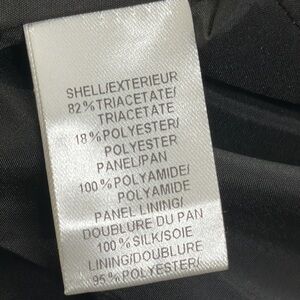 SHELL/EXTERIEUR
82%TRIACETATE/
TRIACETATE
18%POLYESTER/
POLYESTER
PANEL/PAN
100%POLYAMIDE/
POLYAMIDE
PANEL LINING/
DOUBLURE DU PAN
100%SILK/SOIE
LINING/DOUBLURE
95%POLYESTER/